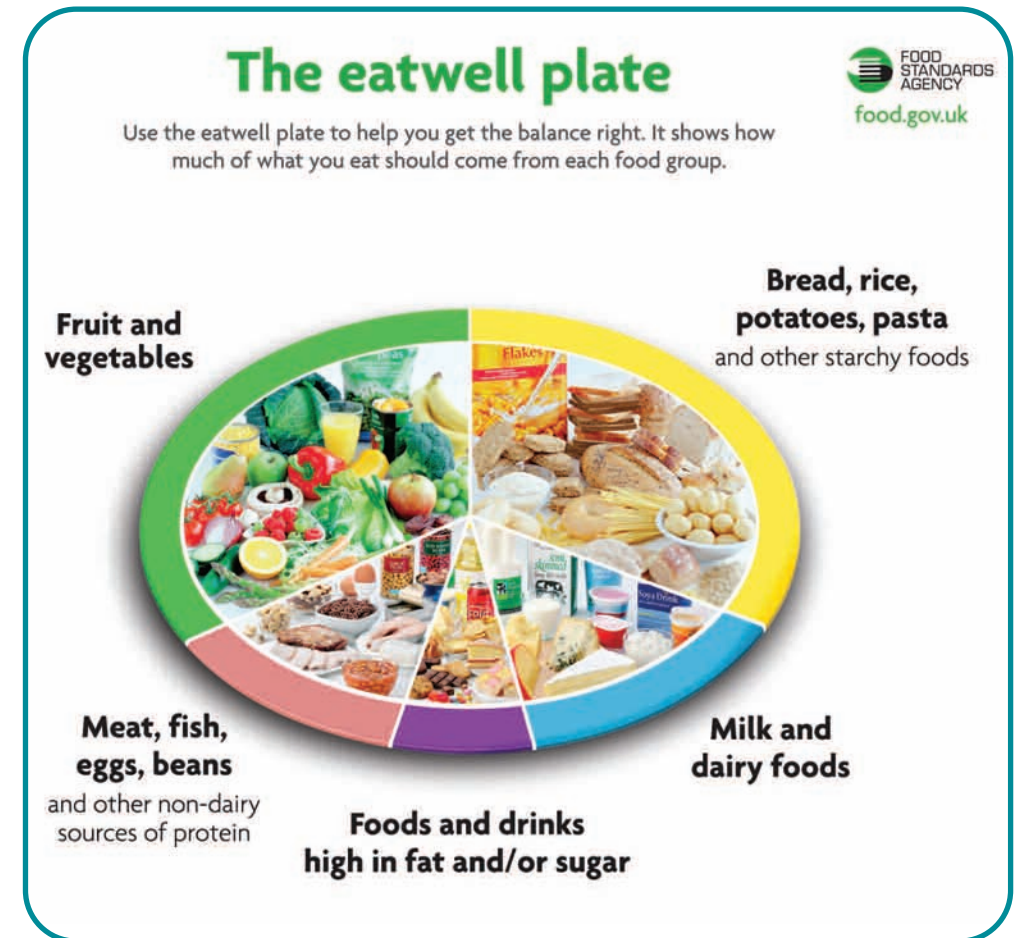 The eatwell plate
FOOD
STANDARDS
AGENCY
food.gov.uk
Use the eatwell plate to help you get the balance right. It shows how
much of what you eat should come from each food group.
Bread, rice,
potatoes, pasta
and other starchy foods
Fruit and
vegetables
Flakes
Soya Drink
Meat, fish,
eggs, beans
and other non-dairy
sources of protein
Milk and
dairy foods
Foods and drinks
high in fat and/or sugar